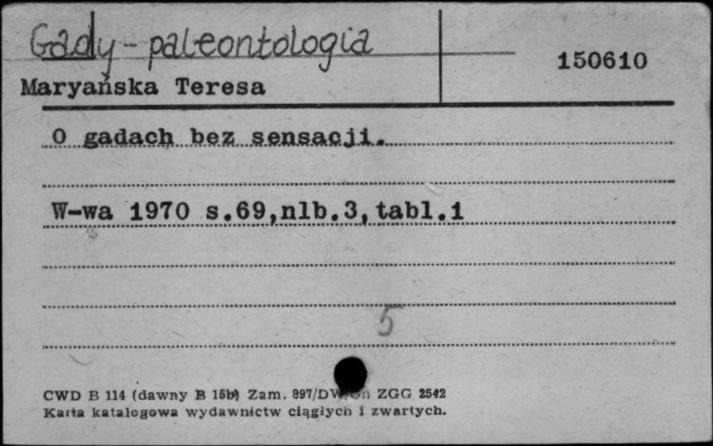 Gady - paleontologia
150610
Maryańska Teresa
O gadach bez sensacji.
W-wa 1970 s.69,nlb.3,tabl.1
5
CWD B 114 (dawny B 15b) Zam. 897/DW/ ZGG 2542
Karta katalogowa wydawnictw ciągłych i zwartych.